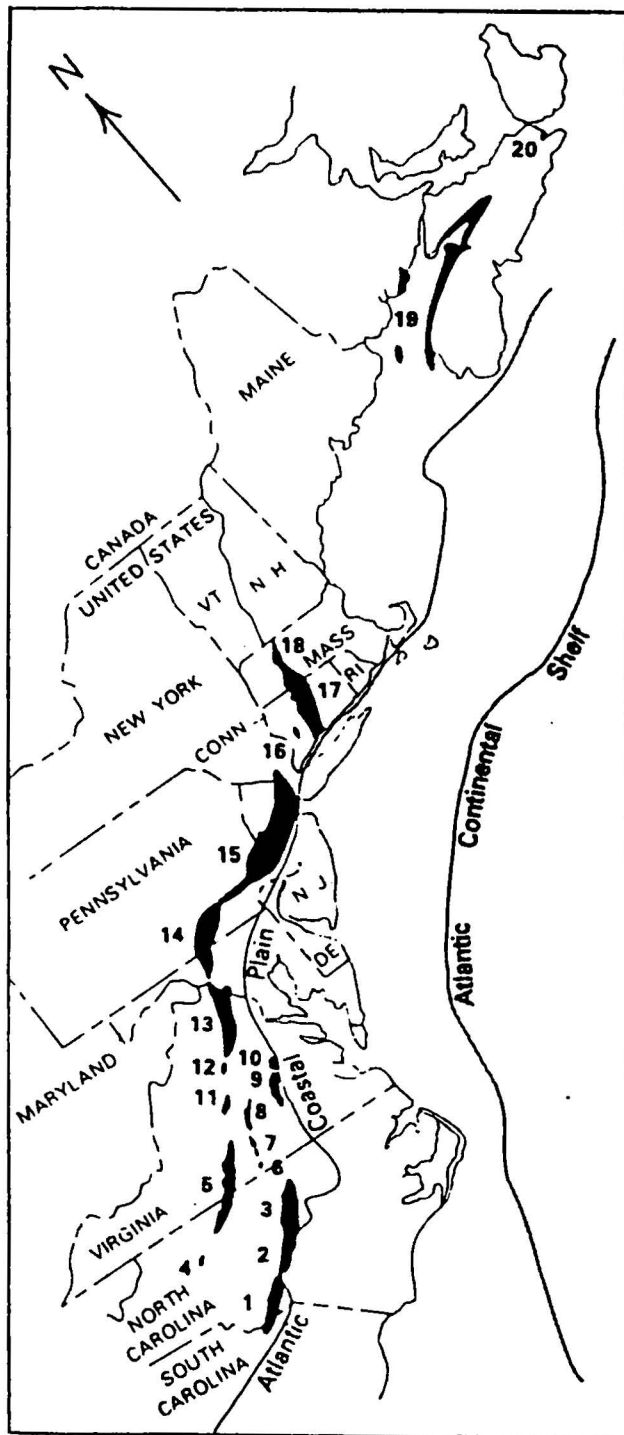 N
20
19
MAINE
CANADA
UNITED STATES
VT
N H
18
MASS
RI
17
NEW YORK
CONN
16
Shelf
Continental
Atlantic
15
PENNSYLVANIA
N J
14
DE
Plain
Coastal
Atlantic
13
MARYLAND
12
10
9
11
8
7
6
5
VIRGINIA
3
4
2
NORTH
CAROLINA
1
SOUTH
CAROLINA